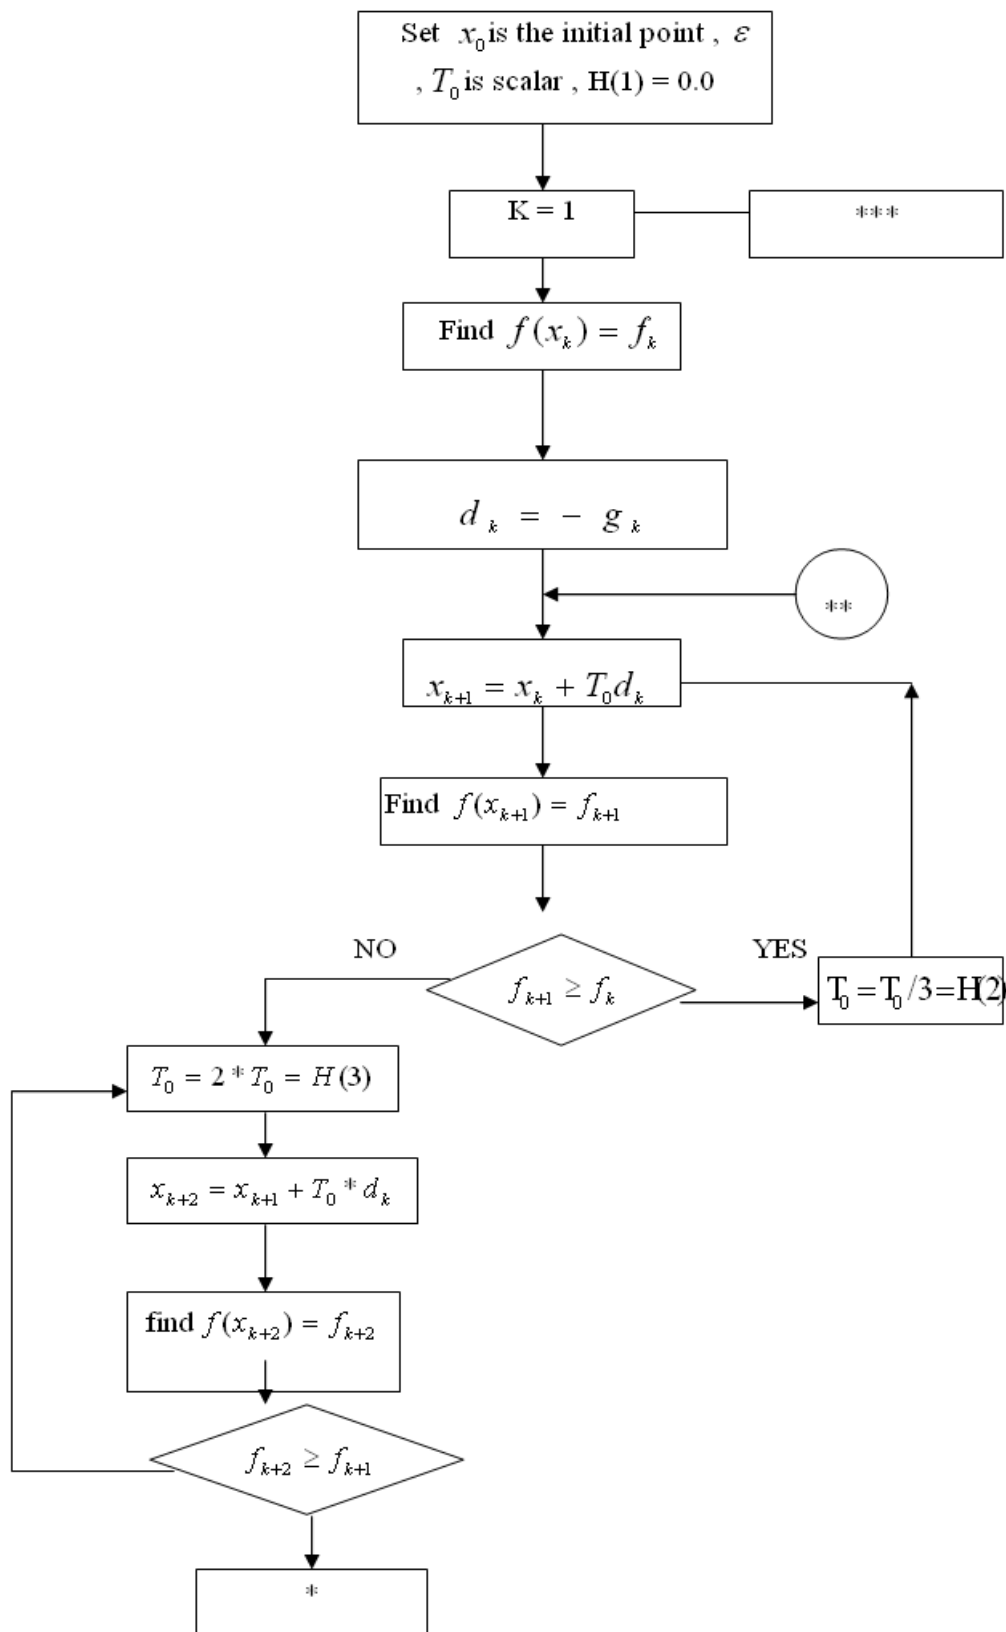 Set x₀ is the initial point , ε
, T₀ is scalar , H(1) = 0.0
K = 1
***
Find f(xₖ) = fₖ
d ₖ = − g ₖ
**
xₖ₊₁ = xₖ + T₀dₖ
Find f(xₖ₊₁) = fₖ₊₁
NO
YES
fₖ₊₁ ≥ fₖ
T₀ = T₀ /3 = H(2)
T₀ = 2 * T₀ = H(3)
xₖ₊₂ = xₖ₊₁ + T₀ * dₖ
find f(xₖ₊₂) = fₖ₊₂
fₖ₊₂ ≥ fₖ₊₁
*